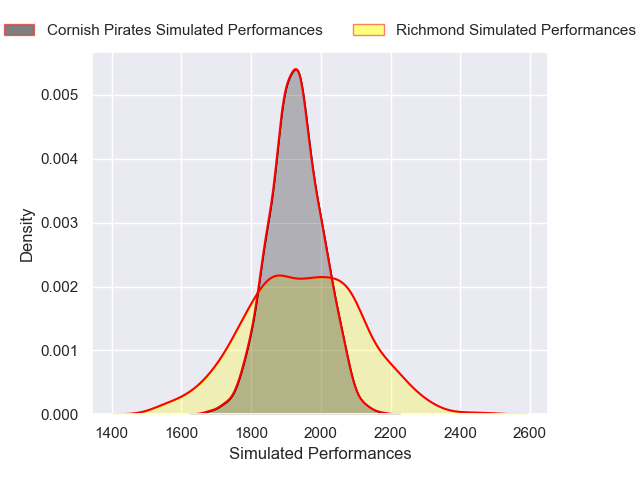 Cornish Pirates Simulated Performances Richmond Simulated Performances
0.005
0.004
0.003
0.002
0.001
0.000
Density
1400 1600 1800 2000 2200 2400 2600
Simulated Performances